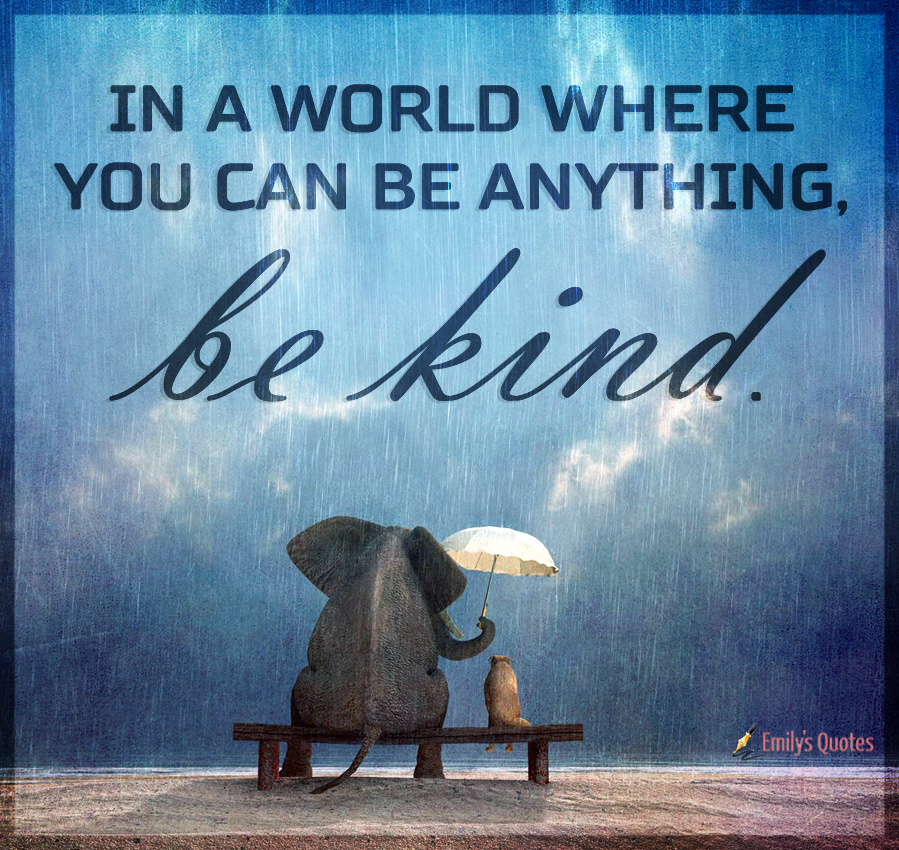 IN A WORLD WHERE
YOU CAN BE ANYTHING,
be kind.
Emily's Quotes